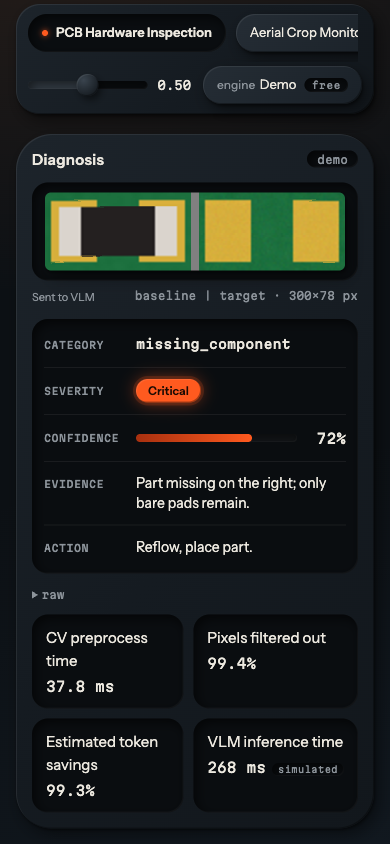 PCB Hardware Inspection
Aerial Crop Monito
0.50
engine Demo free
Diagnosis
demo
Sent to VLM
baseline | target · 300×78 px
CATEGORY
missing_component
SEVERITY
Critical
CONFIDENCE
72%
EVIDENCE
Part missing on the right; only
bare pads remain.
ACTION
Reflow, place part.
raw
CV preprocess
time
37.8 ms
Pixels filtered out
99.4%
Estimated token
savings
99.3%
VLM inference time
268 ms simulated